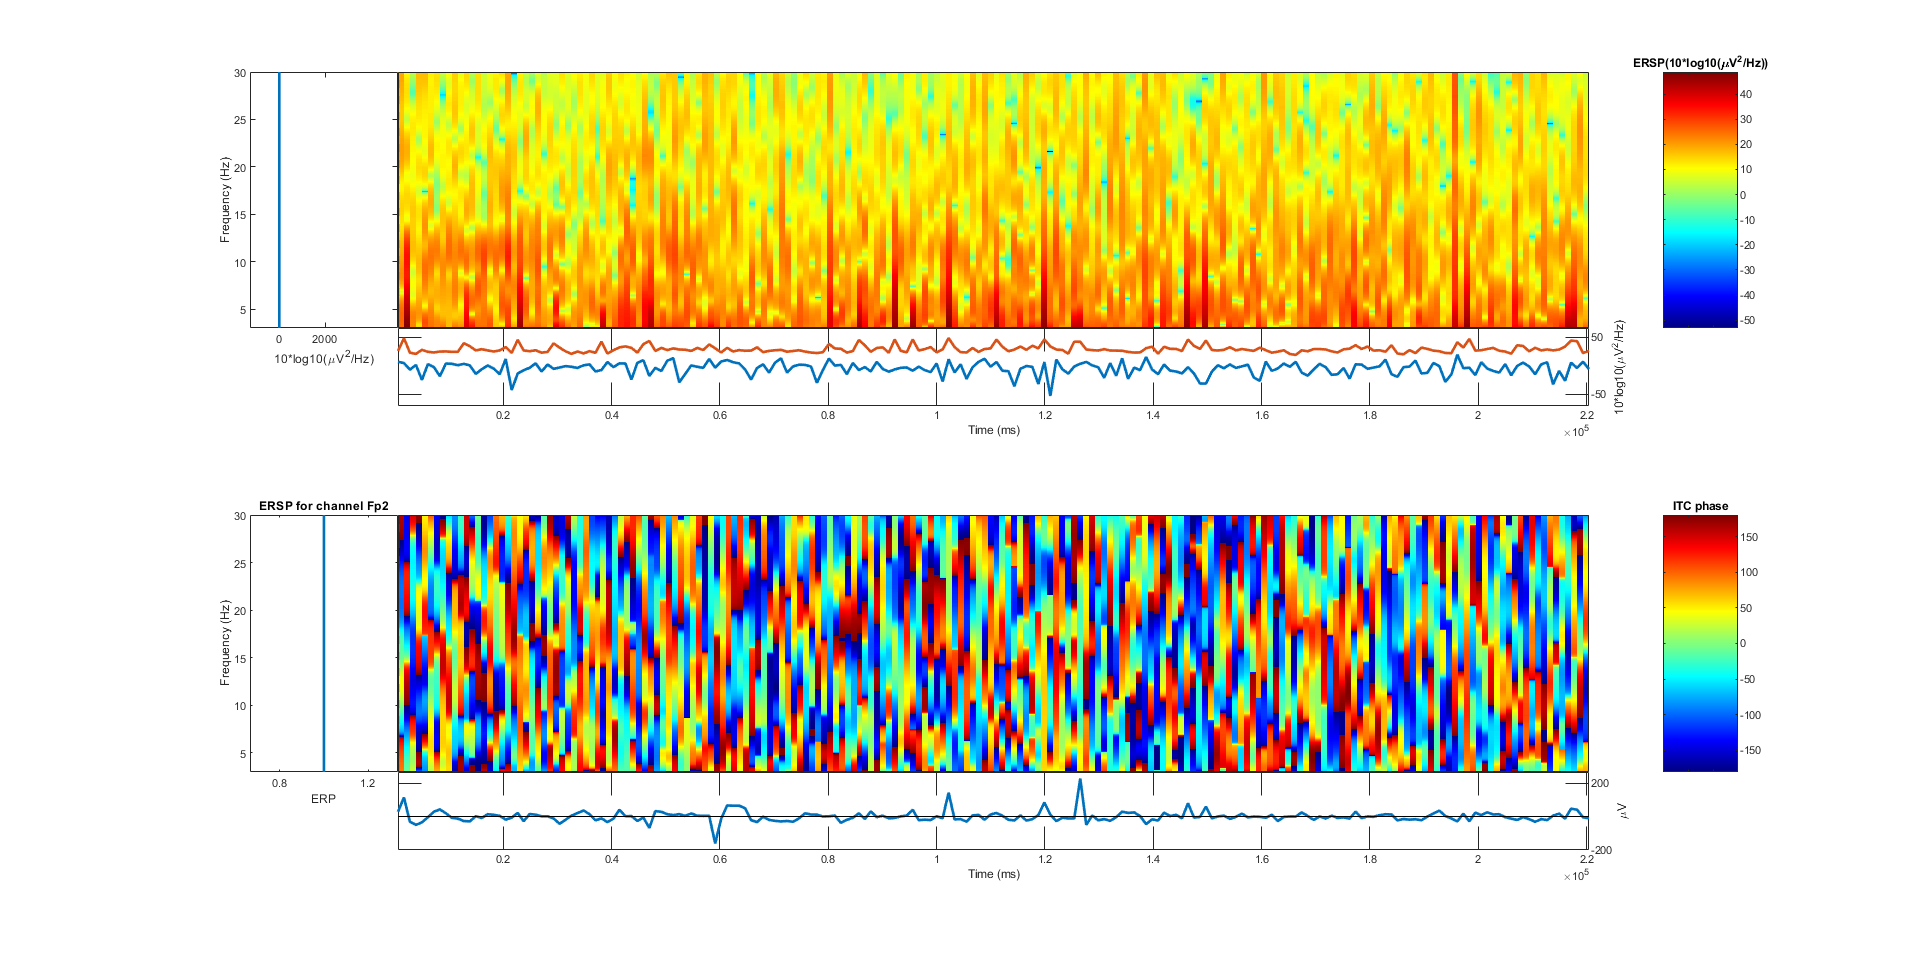 ERSP(10*log10(μV²/Hz))
30
25
20
15
10
5
Frequency (Hz)
0 2000
10*log10(μV²/Hz)
40
30
20
10
0
-10
-20
-30
-40
-50
50
-50
10*log10(μV²/Hz)
0.2 0.4 0.6 0.8 1 1.2 1.4 1.6 1.8 2 2.2
Time (ms)
×10⁵
ERSP for channel Fp2
30
25
20
15
10
5
Frequency (Hz)
0.8 1.2
ERP
ITC phase
150
100
50
0
-50
-100
-150
200
-200
μV
0.2 0.4 0.6 0.8 1 1.2 1.4 1.6 1.8 2 2.2
Time (ms)
×10⁵